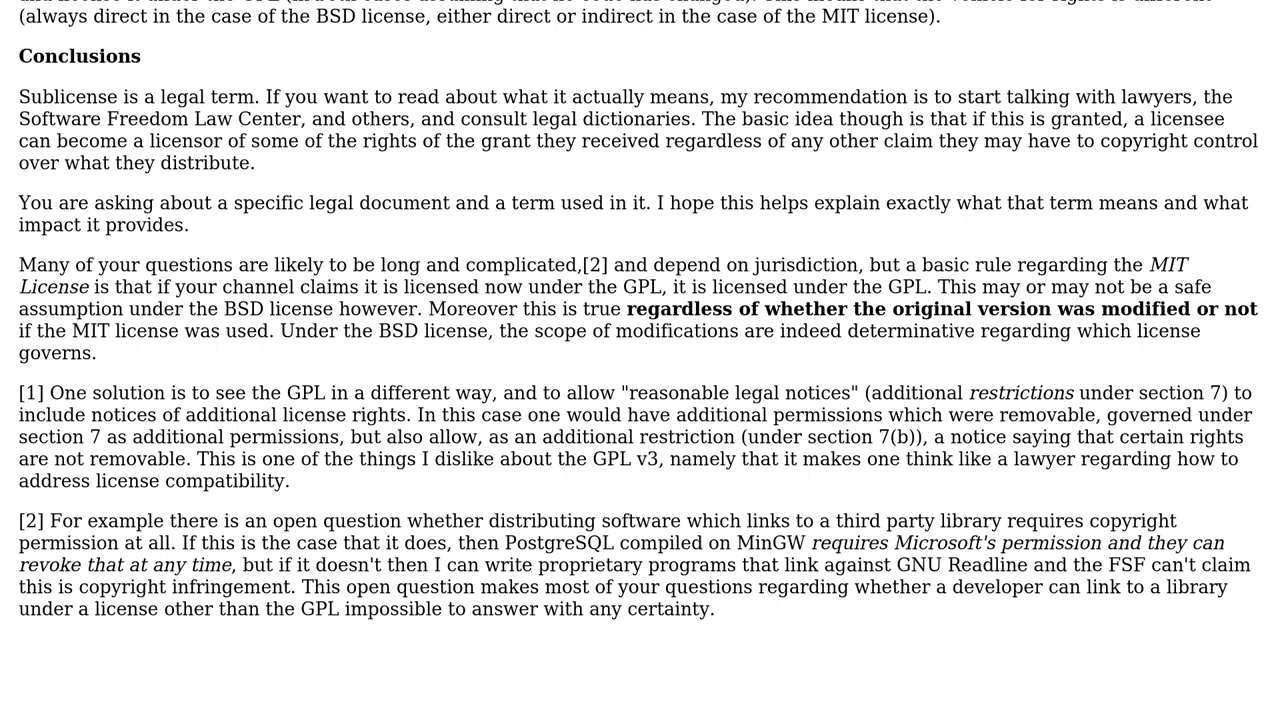 (always direct in the case of the BSD license, either direct or indirect in the case of the MIT license).
Conclusions
Sublicense is a legal term. If you want to read about what it actually means, my recommendation is to start talking with lawyers, the
Software Freedom Law Center, and others, and consult legal dictionaries. The basic idea though is that if this is granted, a licensee
can become a licensor of some of the rights of the grant they received regardless of any other claim they may have to copyright control
over what they distribute.
You are asking about a specific legal document and a term used in it. I hope this helps explain exactly what that term means and what
impact it provides.
Many of your questions are likely to be long and complicated,[2] and depend on jurisdiction, but a basic rule regarding the MIT
License is that if your channel claims it is licensed now under the GPL, it is licensed under the GPL. This may or may not be a safe
assumption under the BSD license however. Moreover this is true regardless of whether the original version was modified or not
if the MIT license was used. Under the BSD license, the scope of modifications are indeed determinative regarding which license
governs.
[1] One solution is to see the GPL in a different way, and to allow "reasonable legal notices" (additional restrictions under section 7) to
include notices of additional license rights. In this case one would have additional permissions which were removable, governed under
section 7 as additional permissions, but also allow, as an additional restriction (under section 7(b)), a notice saying that certain rights
are not removable. This is one of the things I dislike about the GPL v3, namely that it makes one think like a lawyer regarding how to
address license compatibility.
[2] For example there is an open question whether distributing software which links to a third party library requires copyright
permission at all. If this is the case that it does, then PostgreSQL compiled on MinGW requires Microsoft's permission and they can
revoke that at any time, but if it doesn't then I can write proprietary programs that link against GNU Readline and the FSF can't claim
this is copyright infringement. This open question makes most of your questions regarding whether a developer can link to a library
under a license other than the GPL impossible to answer with any certainty.